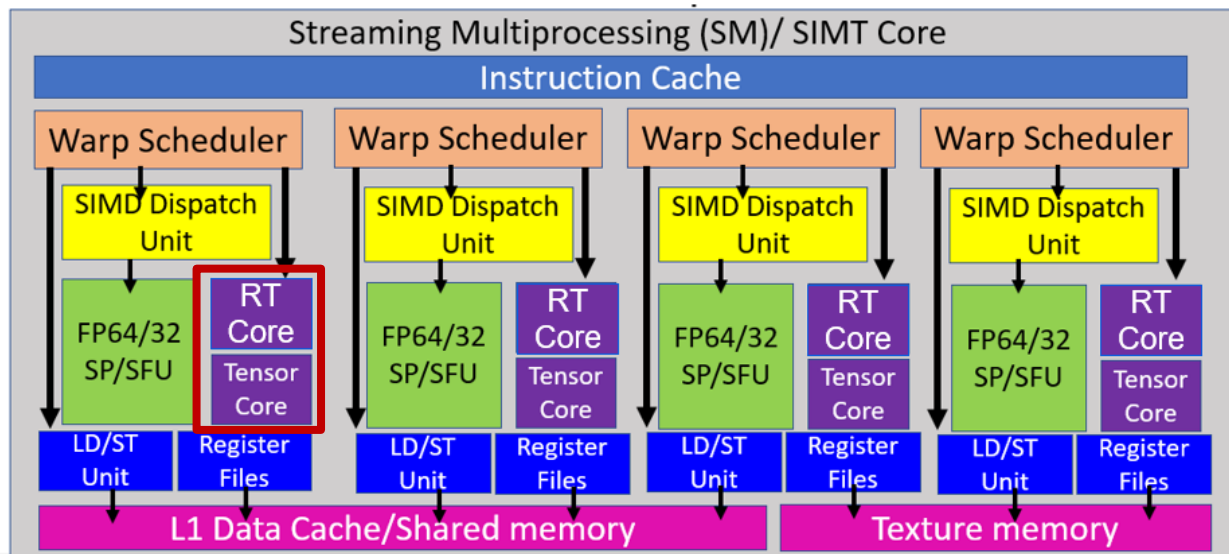 Streaming Multiprocessing (SM)/ SIMT Core
Instruction Cache
Warp Scheduler
Warp Scheduler
Warp Scheduler
Warp Scheduler
SIMD Dispatch
Unit
SIMD Dispatch
Unit
SIMD Dispatch
Unit
SIMD Dispatch
Unit
FP64/32
SP/SFU
RT
Core
Tensor
Core
FP64/32
SP/SFU
RT
Core
Tensor
Core
FP64/32
SP/SFU
RT
Core
Tensor
Core
FP64/32
SP/SFU
RT
Core
Tensor
Core
LD/ST
Unit
Register
Files
LD/ST
Unit
Register
Files
LD/ST
Unit
Register
Files
LD/ST
Unit
Register
Files
L1 Data Cache/Shared memory
Texture memory